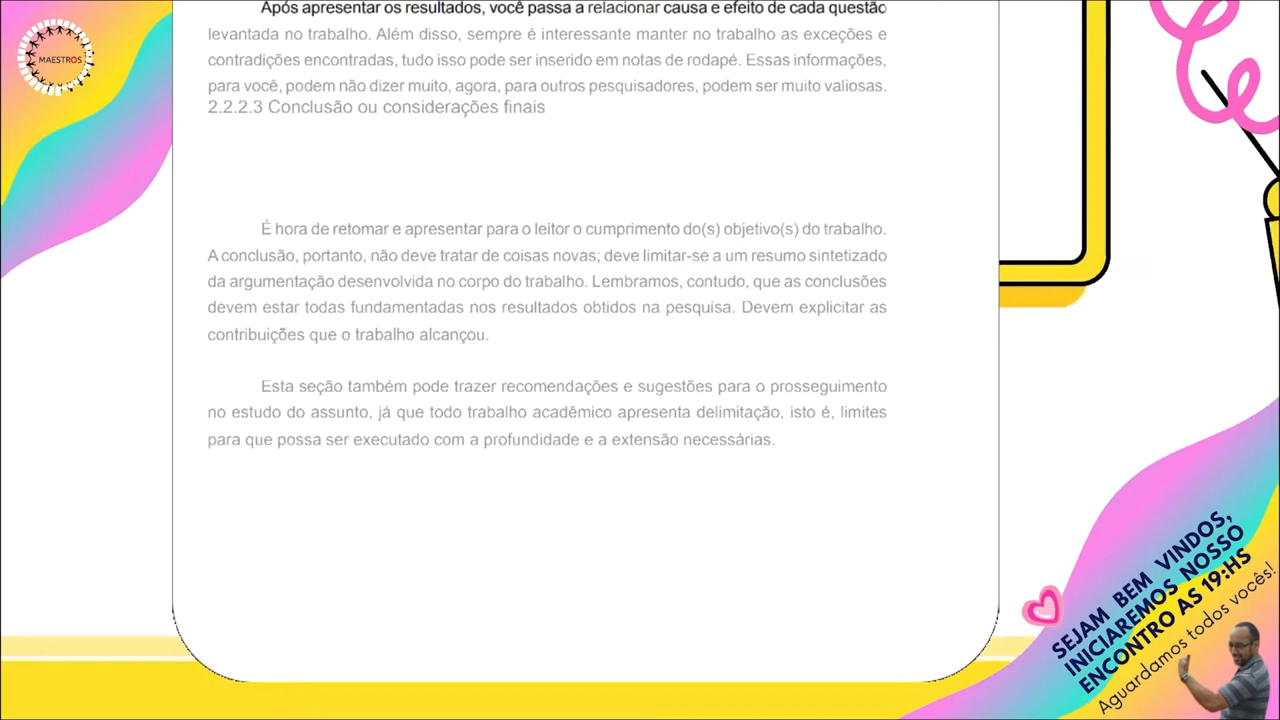 MAESTROS
Após apresentar os resultados, você passa a relacionar causa e efeito de cada questão
levantada no trabalho. Além disso, sempre é interessante manter no trabalho as exceções e
contradições encontradas, tudo isso pode ser inserido em notas de rodapé. Essas informações,
para você, podem não dizer muito, agora, para outros pesquisadores, podem ser muito valiosas.
2.2.2.3 Conclusão ou considerações finais
É hora de retomar e apresentar para o leitor o cumprimento do(s) objetivo(s) do trabalho.
A conclusão, portanto, não deve tratar de coisas novas; deve limitar-se a um resumo sintetizado
da argumentação desenvolvida no corpo do trabalho. Lembramos, contudo, que as conclusões
devem estar todas fundamentadas nos resultados obtidos na pesquisa. Devem explicitar as
contribuições que o trabalho alcançou.
Esta seção também pode trazer recomendações e sugestões para o prosseguimento
no estudo do assunto, já que todo trabalho acadêmico apresenta delimitação, isto é, limites
para que possa ser executado com a profundidade e a extensão necessárias.
SEJAM BEM VINDOS,
INICIAREMOS NOSSO
ENCONTRO AS 19:HS
Aguardamos todos vocês!